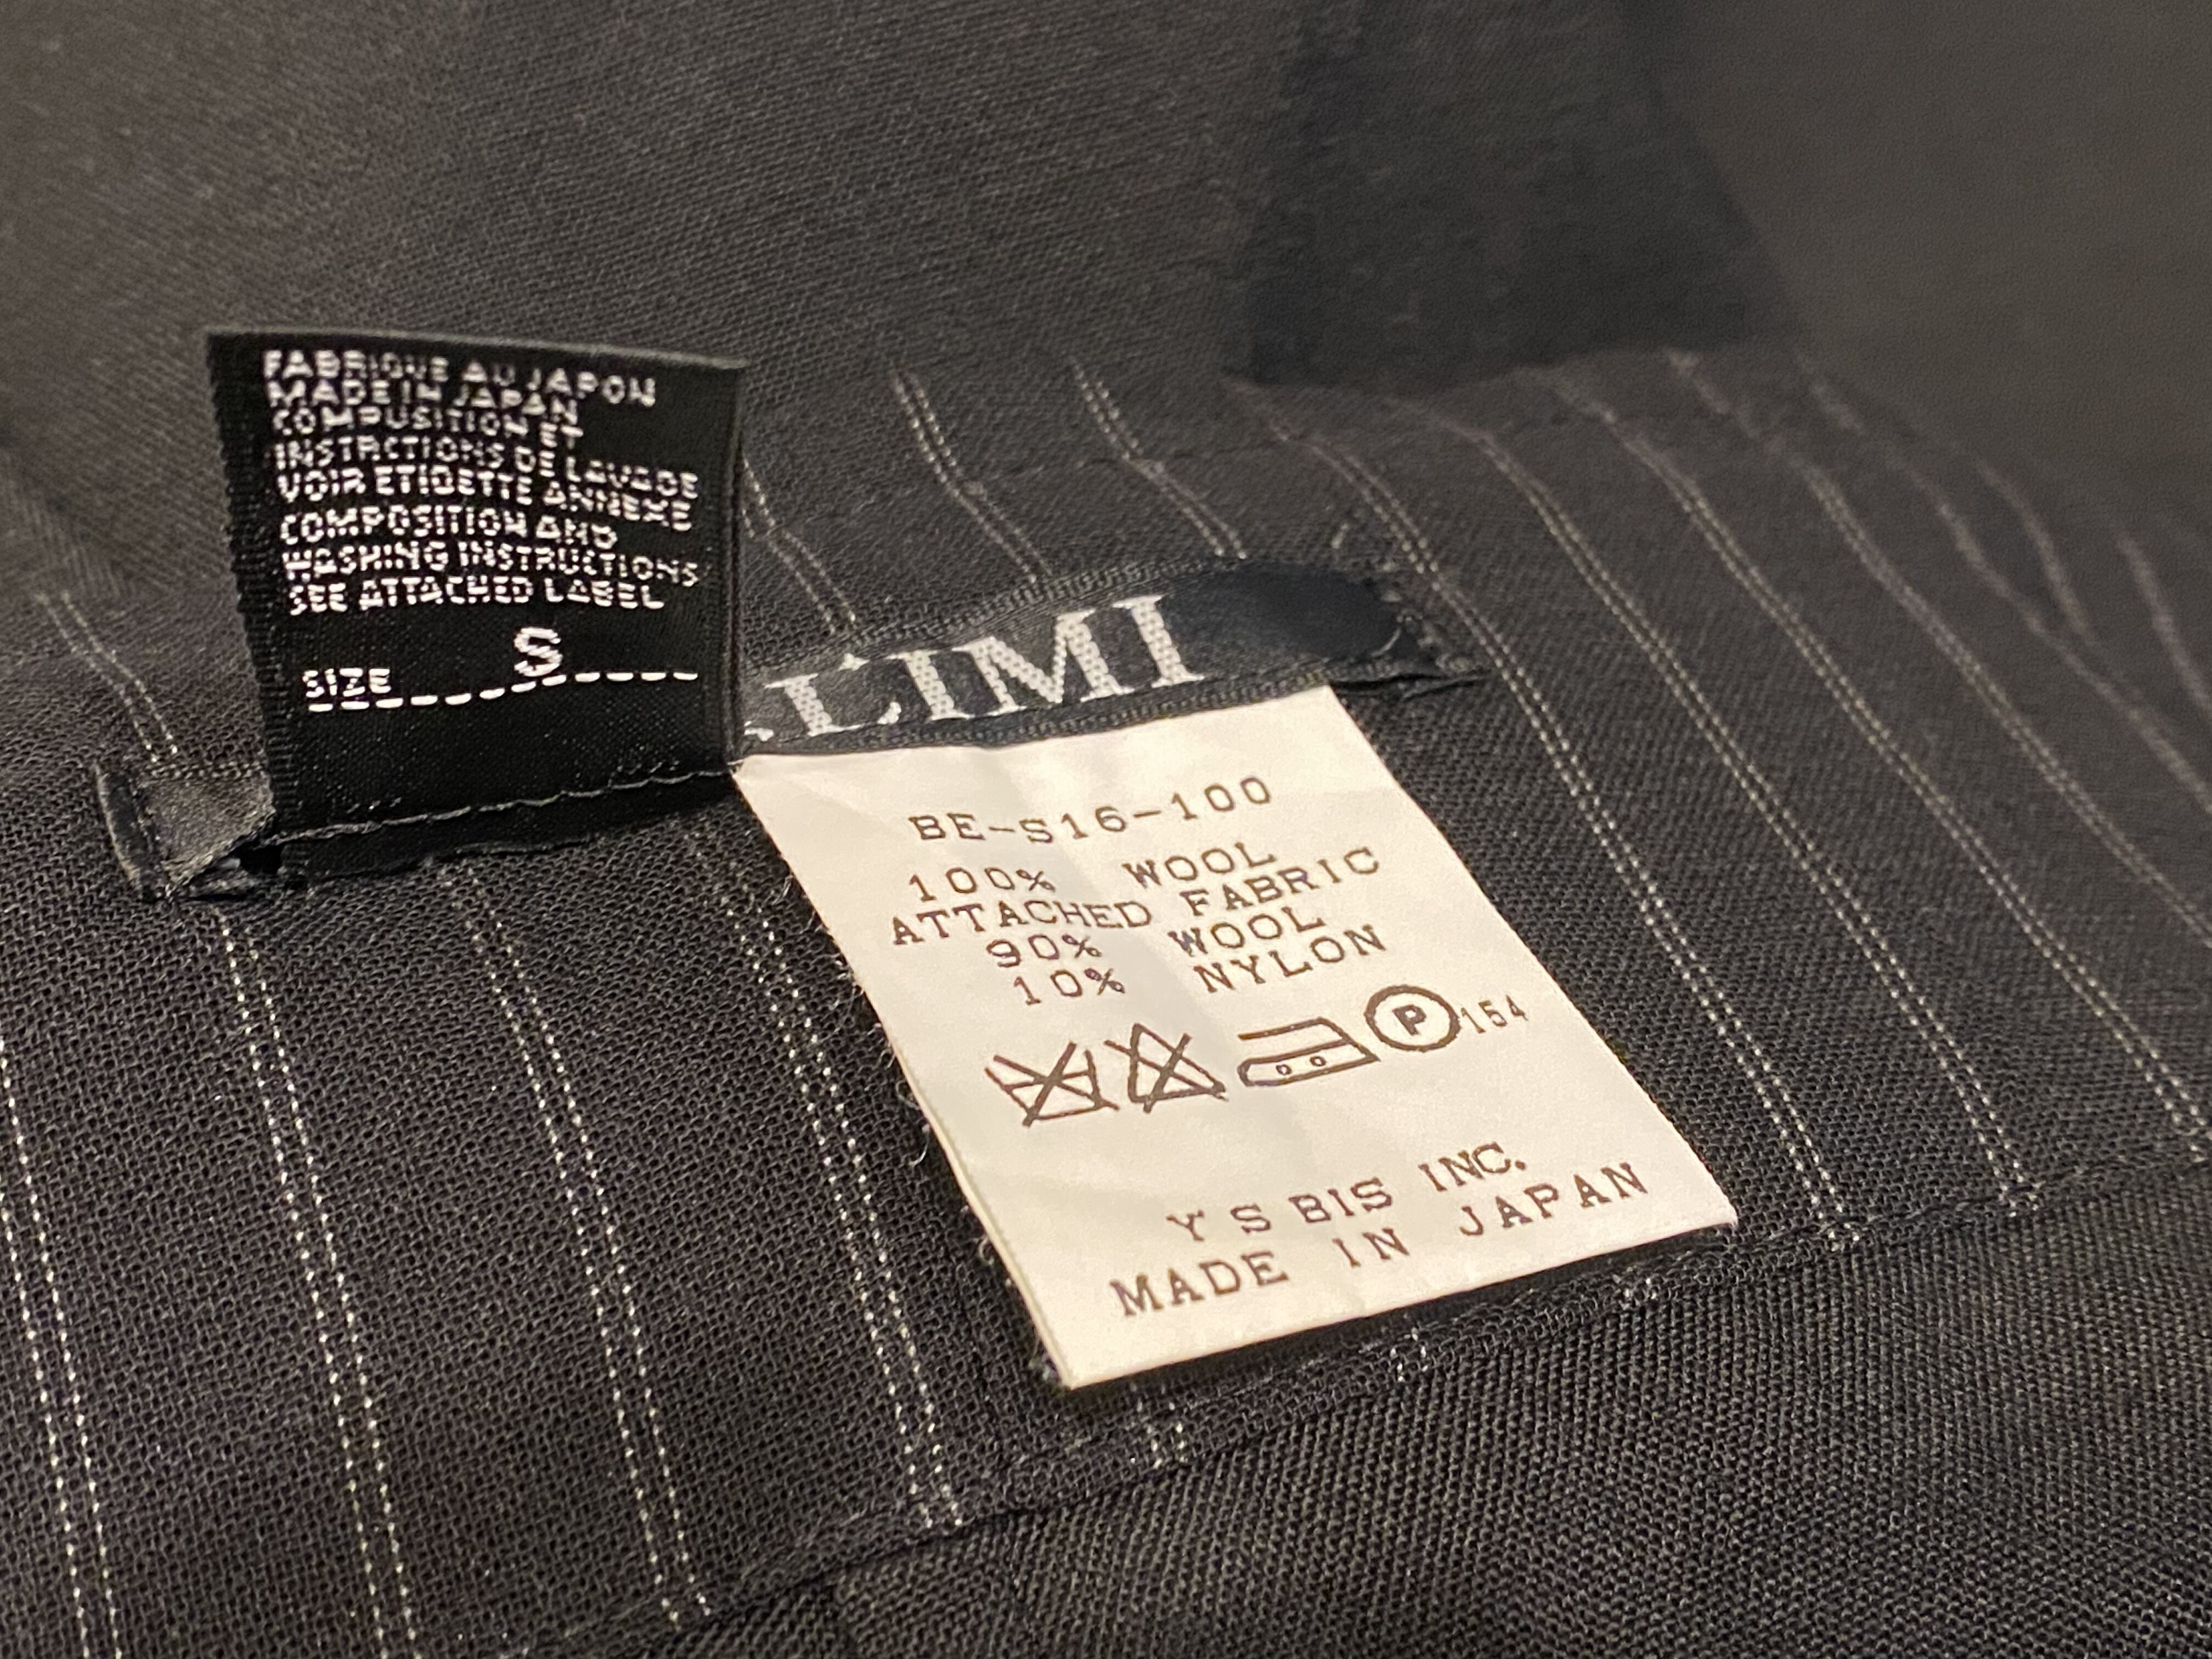 FABRIQUE AU JAPON
MADE IN JAPAN
COMPUSITION ET
INSTRCTIONS DE LAVAGE
VOIR ETIQETTE ANNEXE
COMPOSITION AND
WASHING INSTRUCTIONS
SEE ATTACHED LABEL
SIZE S
LIMI
BE-S16-100
100% WOOL
ATTACHED FABRIC
90% WOOL
10% NYLON
P 154
Y'S BIS INC.
MADE IN JAPAN